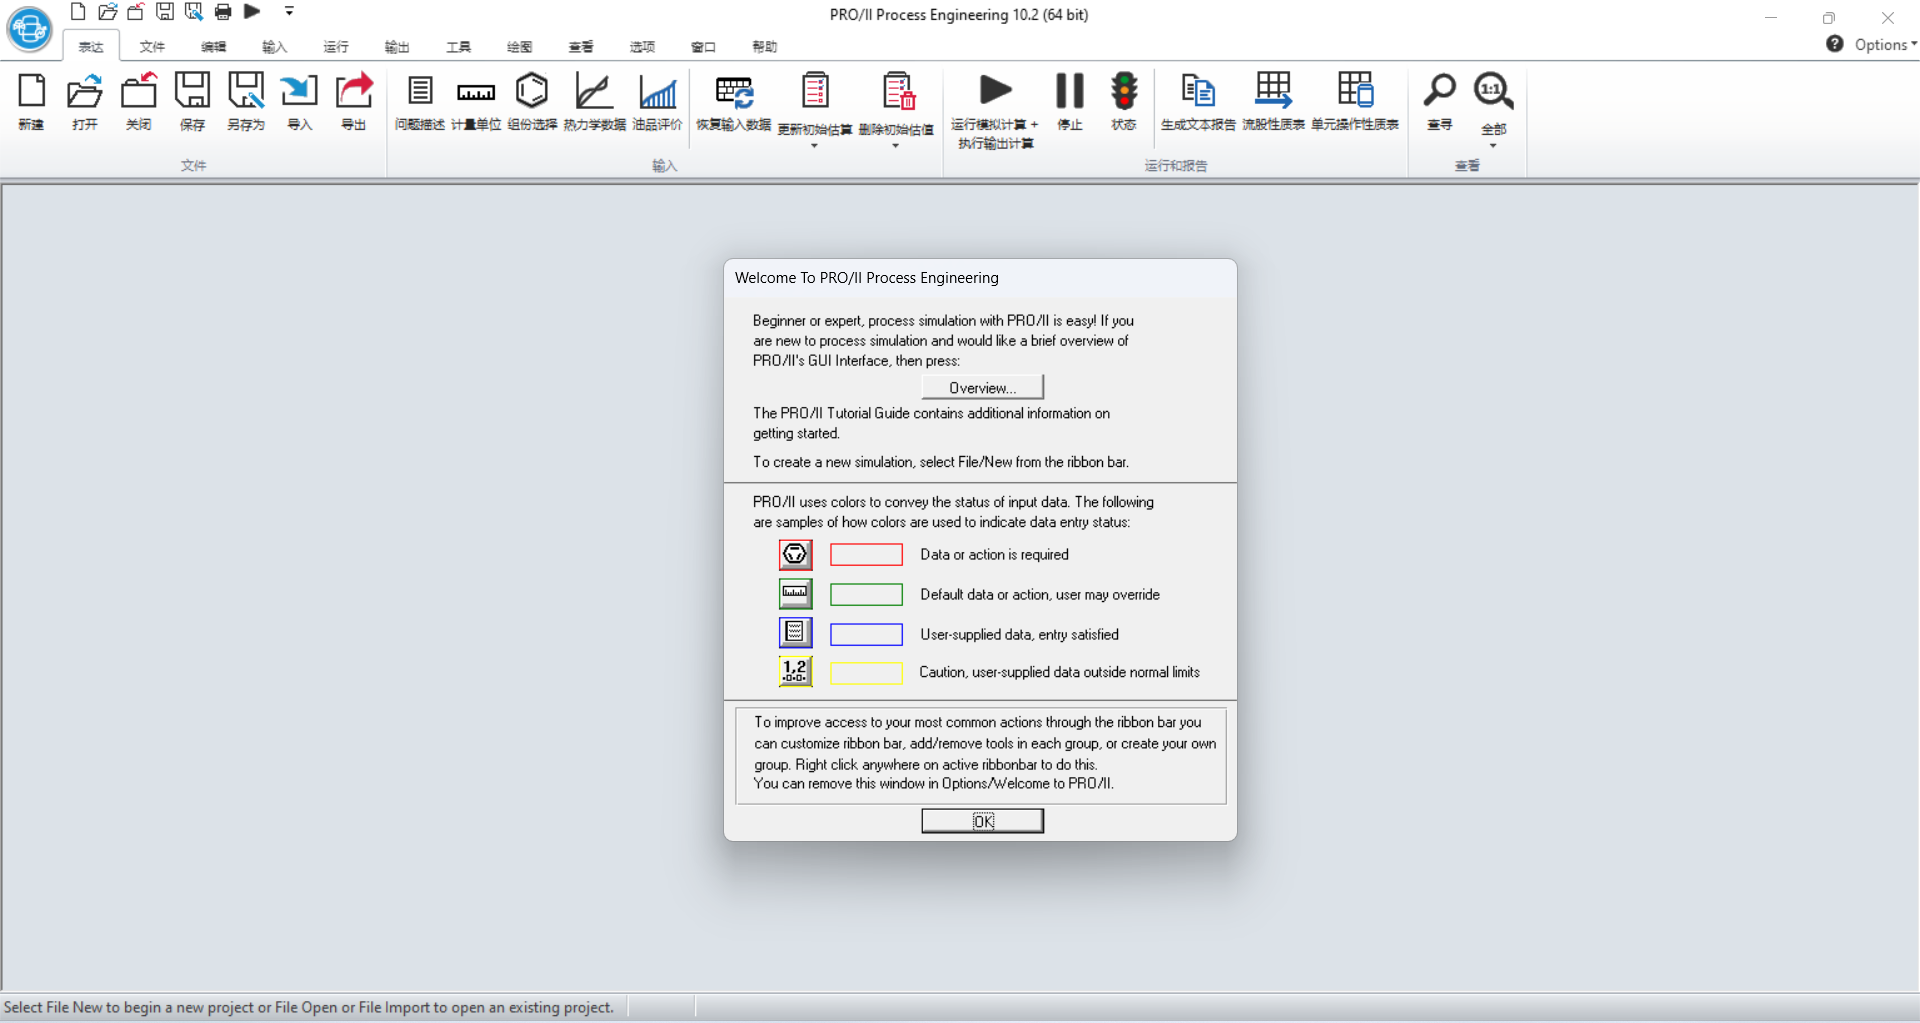 PRO/II Process Engineering 10.2 (64 bit)
表达 文件 编辑 输入 运行 输出 工具 绘图 查看 选项 窗口 帮助
Options
新建 打开 关闭 保存 另存为 导入 导出
问题描述 计量单位 组份选择 热力学数据 油品评价 恢复输入数据 更新初始估算 删除初始估值
运行模拟计算 +
执行输出计算
停止 状态 生成文本报告 流股性质表 单元操作性质表
1:1
查寻 全部
文件 输入 运行和报告 查看
Welcome To PRO/II Process Engineering
Beginner or expert, process simulation with PRO/II is easy! If you
are new to process simulation and would like a brief overview of
PRO/II's GUI Interface, then press:
Overview...
The PRO/II Tutorial Guide contains additional information on
getting started.
To create a new simulation, select File/New from the ribbon bar.
PRO/II uses colors to convey the status of input data. The following
are samples of how colors are used to indicate data entry status:
Data or action is required
Default data or action, user may override
User-supplied data, entry satisfied
1,2
Caution, user-supplied data outside normal limits
To improve access to your most common actions through the ribbon bar you
can customize ribbon bar, add/remove tools in each group, or create your own
group. Right click anywhere on active ribbonbar to do this.
You can remove this window in Options/Welcome to PRO/II.
OK
Select File New to begin a new project or File Open or File Import to open an existing project.